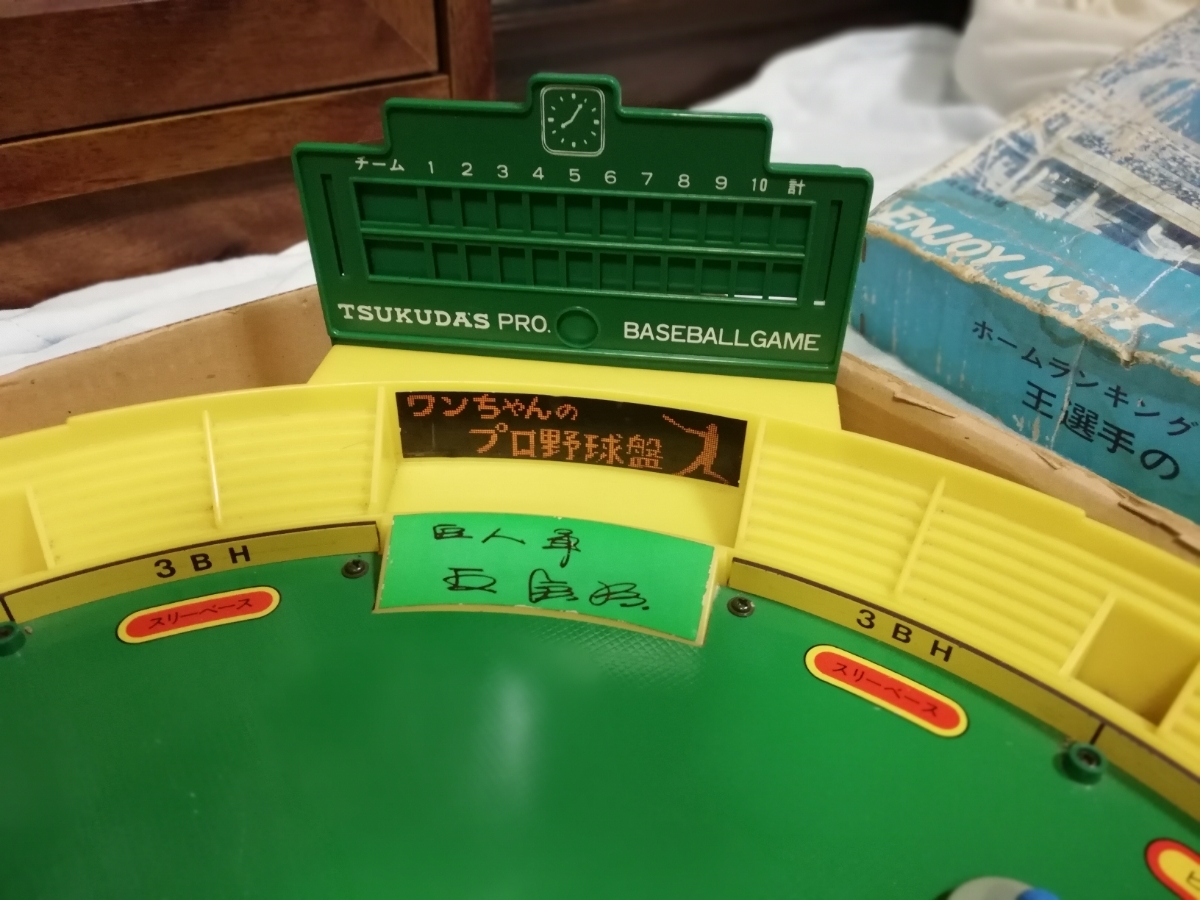 チーム 1 2 3 4 5 6 7 8 9 10 計
TSUKUDA'S PRO. BASEBALL GAME
ENJOY MOST
ホームランキング
王選手の
ワンちゃんの
プロ野球盤
巨人軍
3BH
スリーベース
3BH
スリーベース